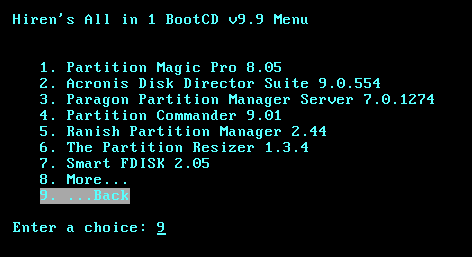 Hiren's All in 1 BootCD v9.9 Menu
1. Partition Magic Pro 8.05
2. Acronis Disk Director Suite 9.0.554
3. Paragon Partition Manager Server 7.0.1274
4. Partition Commander 9.01
5. Ranish Partition Manager 2.44
6. The Partition Resizer 1.3.4
7. Smart FDISK 2.05
8. More...
9. ...Back
Enter a choice: 9